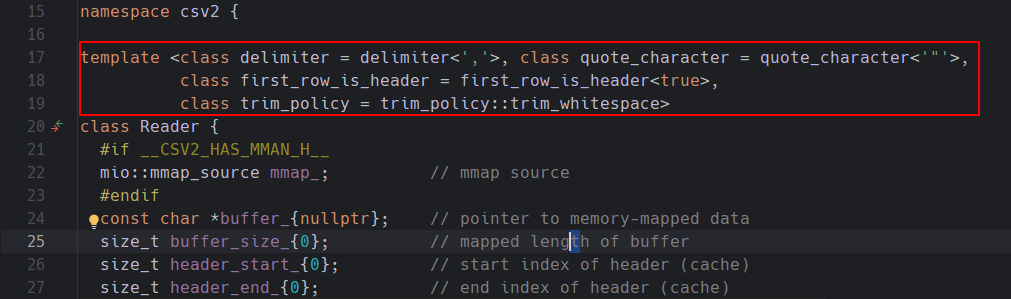 15 namespace csv2 {
16
17 template <class delimiter = delimiter<','>, class quote_character = quote_character<'"'>,
18 class first_row_is_header = first_row_is_header<true>,
19 class trim_policy = trim_policy::trim_whitespace>
20 class Reader {
21 #if __CSV2_HAS_MMAN_H__
22 mio::mmap_source mmap_; // mmap source
23 #endif
24 const char *buffer_{nullptr}; // pointer to memory-mapped data
25 size_t buffer_size_{0}; // mapped length of buffer
26 size_t header_start_{0}; // start index of header (cache)
27 size_t header_end_{0}; // end index of header (cache)